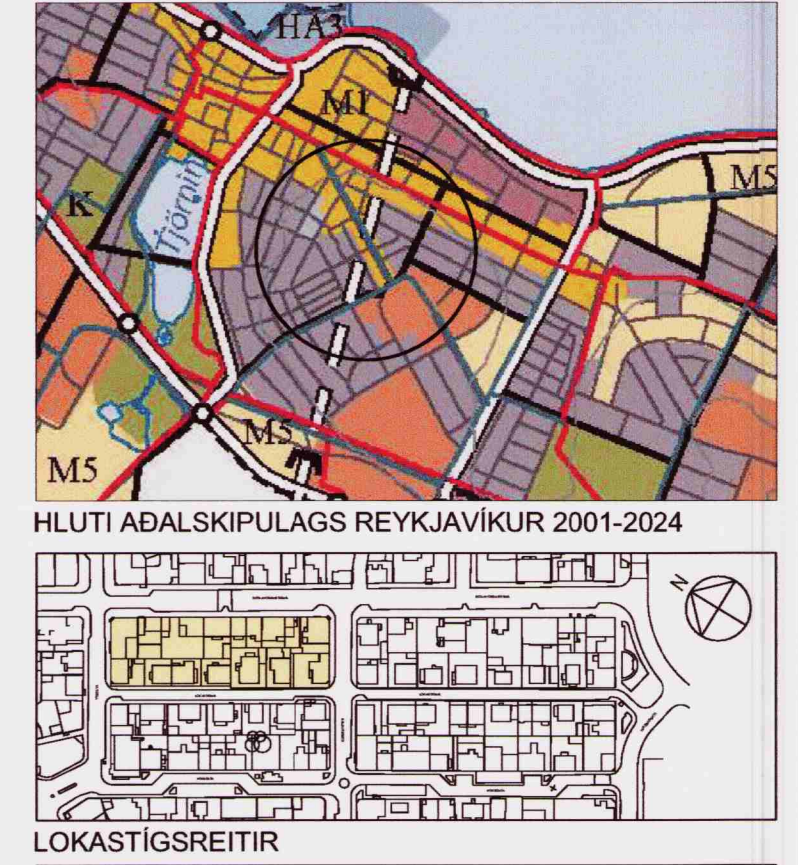 HA3
M1
M5
K
Tjörnin
M5
M5
HLUTI AÐALSKIPULAGS REYKJAVÍKUR 2001-2024
N
LOKASTÍGSREITIR